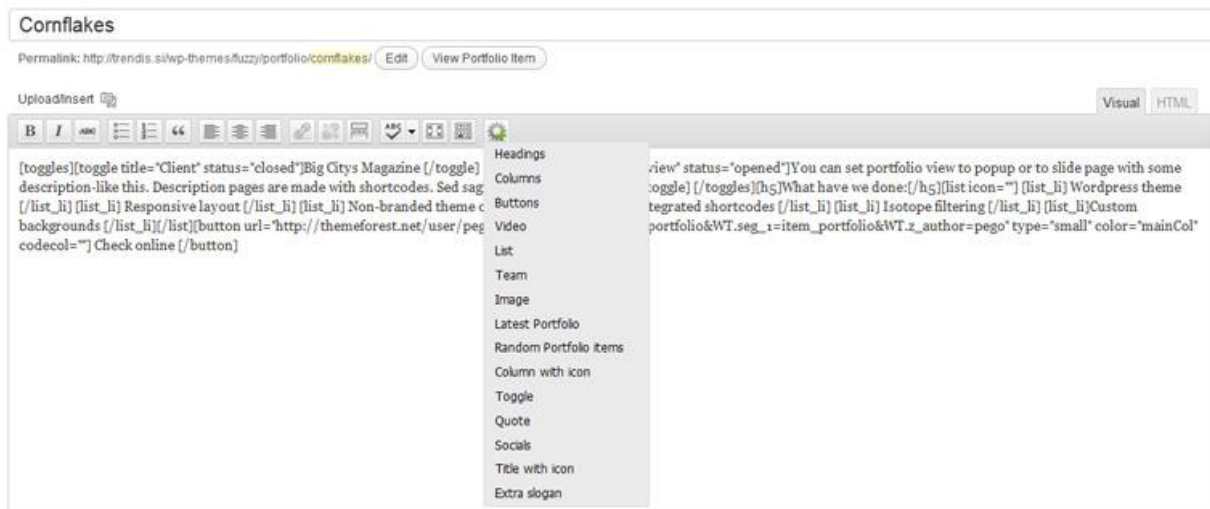 Cornflakes
Permalink: http://trendis.si/wp-themes/fuzzy/portfolio/cornflakes/ Edit View Portfolio Item
Upload/Insert Visual HTML
B I ABC ABC
[toggles][toggle title="Client" status="closed"]Big Citys Magazine [/toggle] view" status="opened"]You can set portfolio view to popup or to slide page with some
description-like this. Description pages are made with shortcodes. Sed sag toggle] [/toggles][h5]What have we done:[/h5][list icon=""] [list_li] Wordpress theme
[/list_li] [list_li] Responsive layout [/list_li] [list_li] Non-branded theme tegrated shortcodes [/list_li] [list_li] Isotope filtering [/list_li] [list_li]Custom
backgrounds [/list_li][/list][button url="http://themeforest.net/user/peg portfolio&WT.seg_1=item_portfolio&WT.z_author=pego" type="small" color="mainCol"
codecol=""] Check online [/button]
Headings
Columns
Buttons
Video
List
Team
Image
Latest Portfolio
Random Portfolio items
Column with icon
Toggle
Quote
Socials
Title with icon
Extra slogan